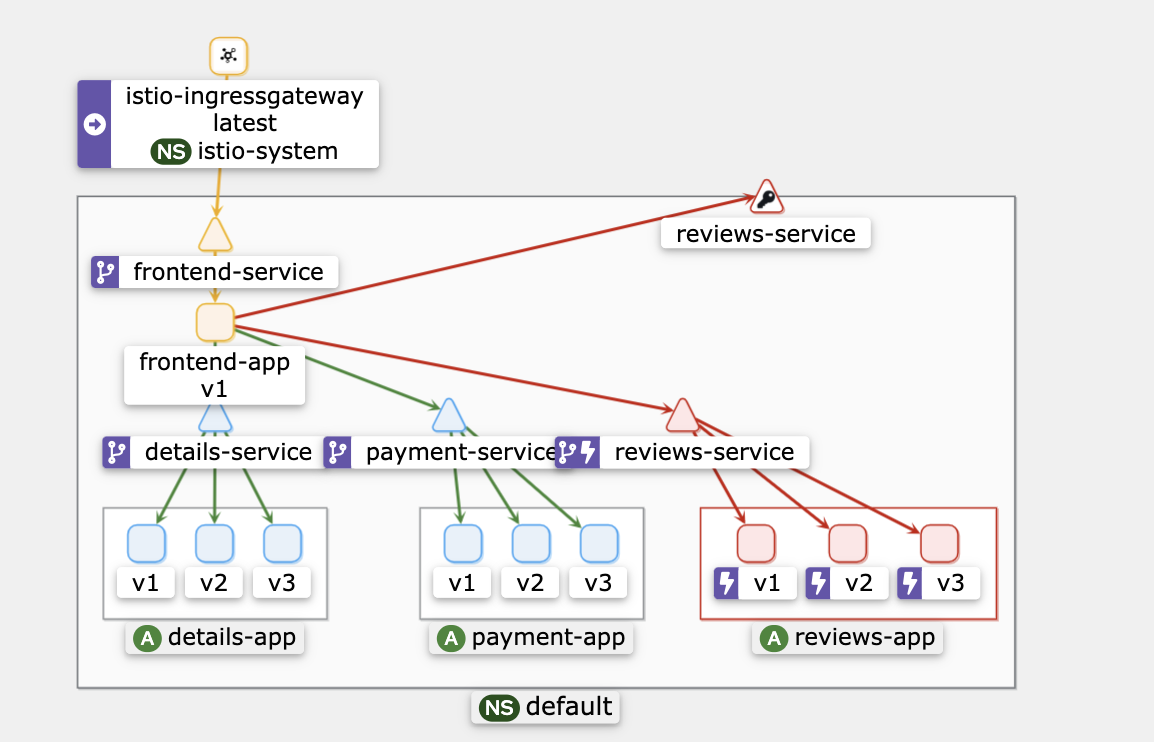 istio-ingressgateway
latest
NS istio-system
reviews-service
frontend-service
frontend-app
v1
details-service
payment-service
reviews-service
v1
v2
v3
v1
v2
v3
v1
v2
v3
A details-app
A payment-app
A reviews-app
NS default